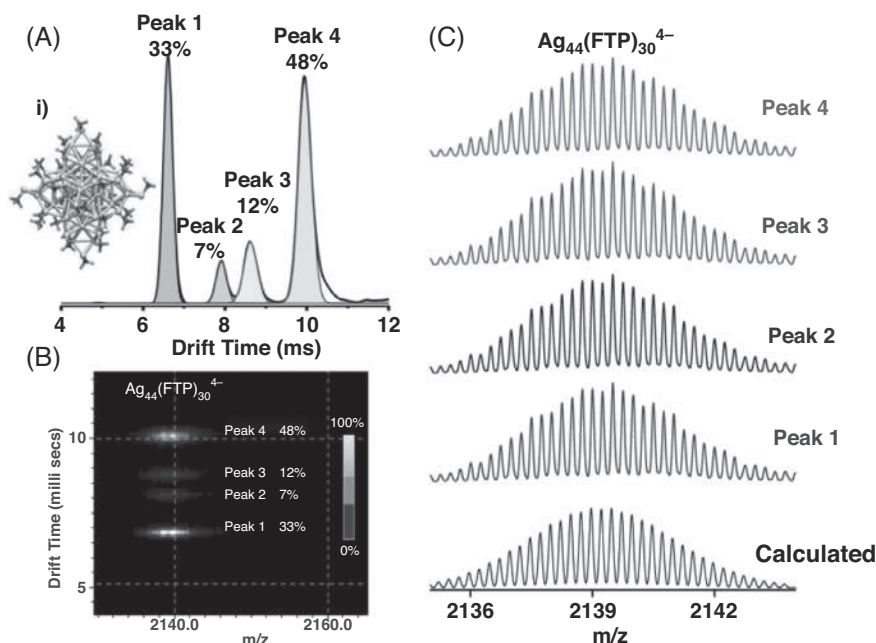 (A)
Peak 1
33%
Peak 4
48%
i)
Peak 3
12%
Peak 2
7%
4 6 8 10 12
Drift Time (ms)
(B)
Ag44(FTP)30 4–
Peak 4 48%
100%
Peak 3 12%
Peak 2 7%
Peak 1 33%
0%
10
5
Drift Time (milli secs)
2140.0 2160.0
m/z
(C)
Ag44(FTP)30 4–
Peak 4
Peak 3
Peak 2
Peak 1
Calculated
2136 2139 2142
m/z